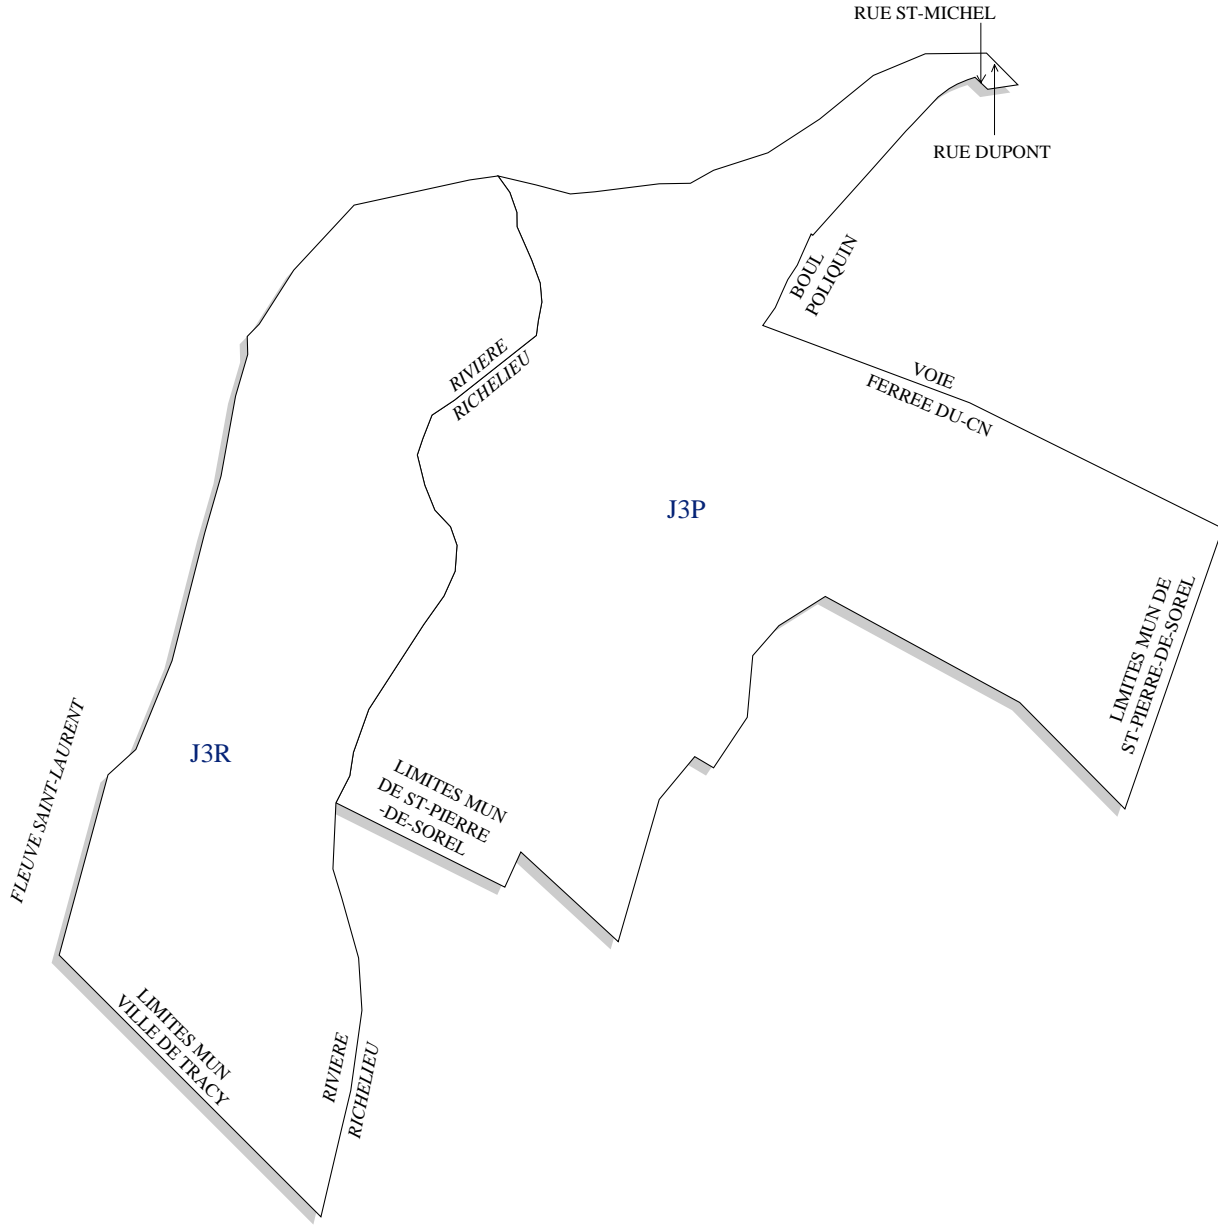 RUE ST-MICHEL
RUE DUPONT
BOUL
POLIQUIN
RIVIERE
RICHELIEU
VOIE
FERREE DU-CN
J3P
LIMITES MUN DE
ST-PIERRE-DE-SOREL
J3R
FLEUVE SAINT-LAURENT
LIMITES MUN
DE ST-PIERRE
-DE-SOREL
LIMITES MUN
VILLE DE TRACY
RIVIERE
RICHELIEU